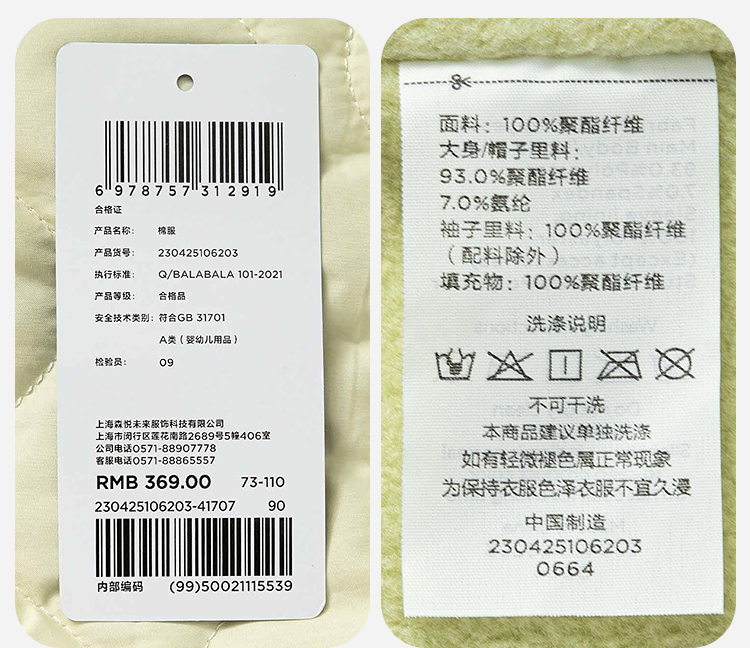 6 978757 312919
合格证
产品名称: 棉服
产品货号: 230425106203
执行标准: Q/BALABALA 101-2021
产品等级: 合格品
安全技术类别: 符合GB 31701
A类（婴幼儿用品）
检验员: 09
上海森悦未来服饰科技有限公司
上海市闵行区莲花南路2689号5幢406室
公司电话0571-88907778
客服电话0571-88865557
RMB 369.00 73-110
230425106203-41707 90
内部编码 (99)50021115539
面料: 100%聚酯纤维
大身/帽子里料:
93.0%聚酯纤维
7.0%氨纶
袖子里料: 100%聚酯纤维
（配料除外）
填充物: 100%聚酯纤维
洗涤说明
不可干洗
本商品建议单独洗涤
如有轻微褪色属正常现象
为保持衣服色泽衣服不宜久浸
中国制造
230425106203
0664